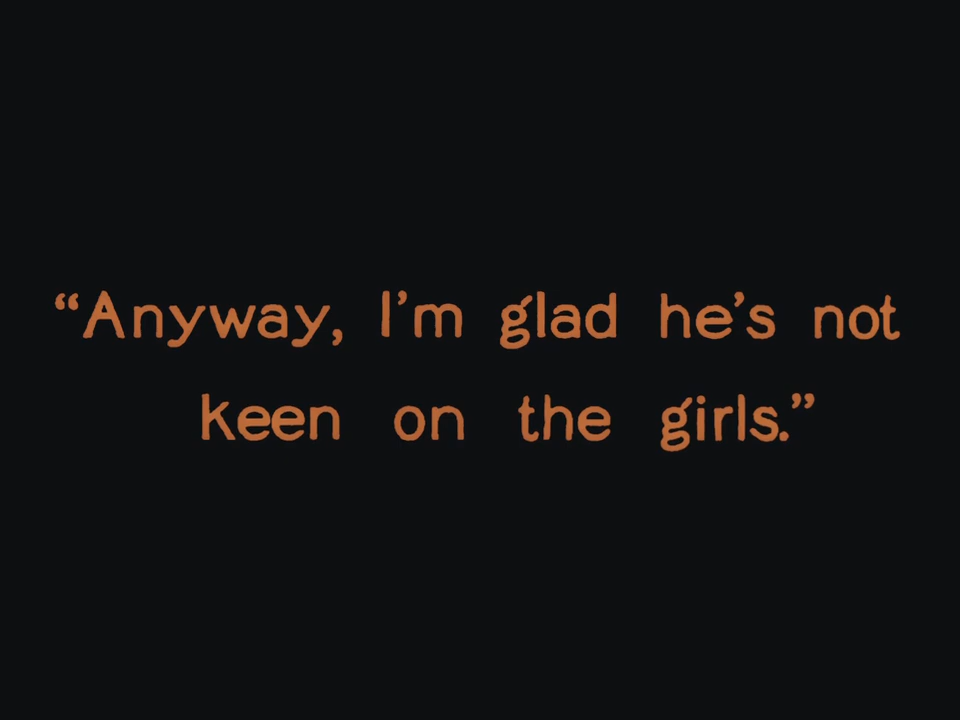 “Anyway, I’m glad he’s not
keen on the girls.”